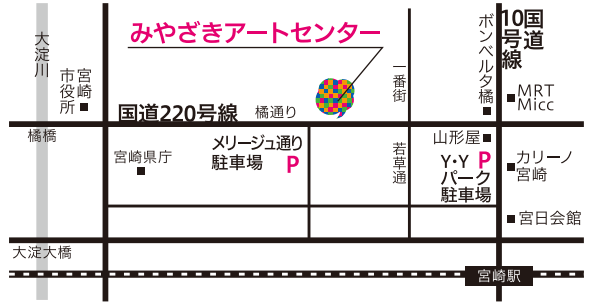 みやざきアートセンター
大淀川
宮崎
市役所
国道220号線
橘通り
一番街
ボンベルタ橘
国道
10号線
MRT
Micc
橘橋
宮崎県庁
メリージュ通り
駐車場
P
若草通
山形屋
Y・Y
パーク
駐車場
P
カリーノ
宮崎
宮日会館
大淀大橋
宮崎駅